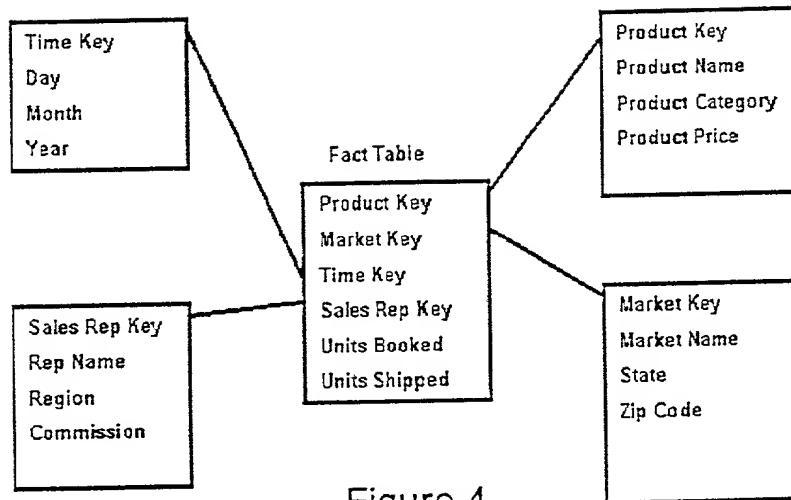 Time Key
Day
Month
Year
Product Key
Product Name
Product Category
Product Price
Fact Table
Product Key
Market Key
Time Key
Sales Rep Key
Units Booked
Units Shipped
Sales Rep Key
Rep Name
Region
Commission
Market Key
Market Name
State
Zip Code
Figure 4